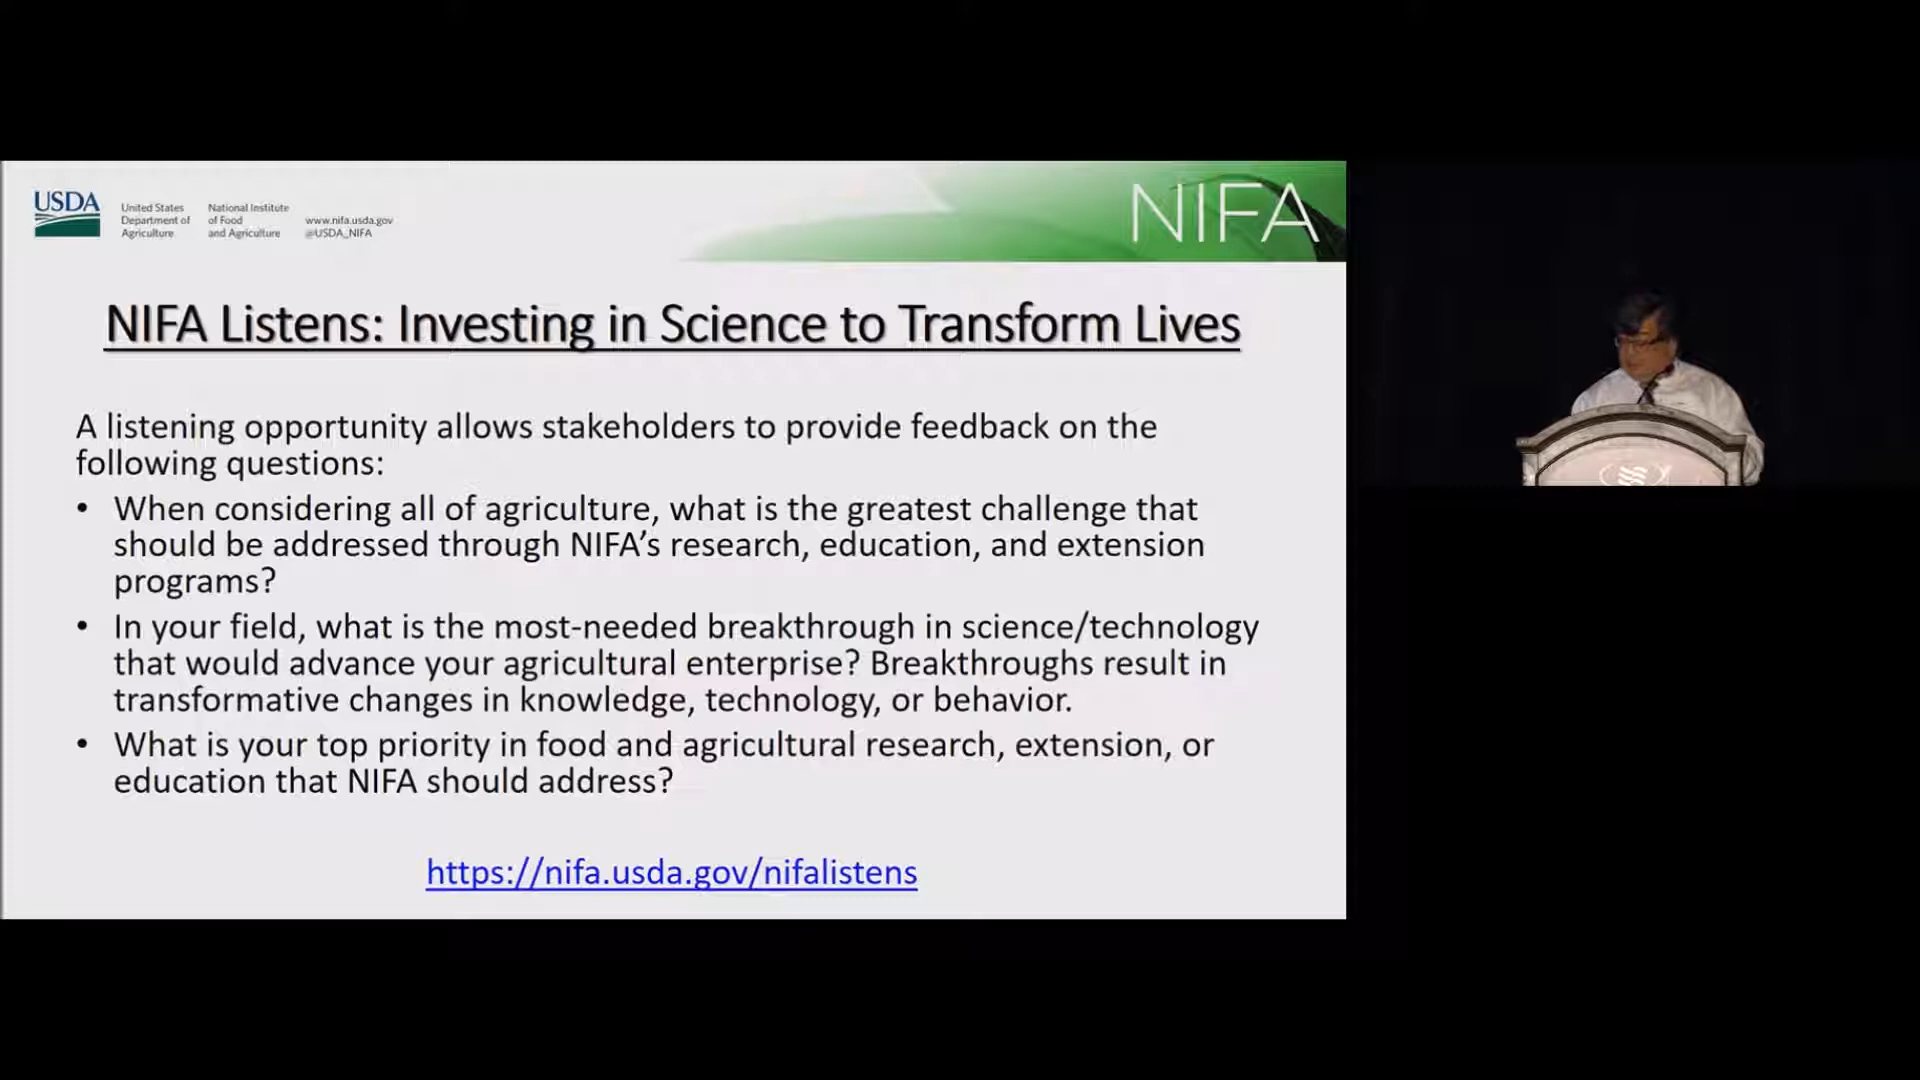 USDA
United States
Department of
Agriculture
National Institute
of Food
and Agriculture
www.nifa.usda.gov
@USDA_NIFA
NIFA
NIFA Listens: Investing in Science to Transform Lives
A listening opportunity allows stakeholders to provide feedback on the
following questions:
• When considering all of agriculture, what is the greatest challenge that
should be addressed through NIFA’s research, education, and extension
programs?
• In your field, what is the most-needed breakthrough in science/technology
that would advance your agricultural enterprise? Breakthroughs result in
transformative changes in knowledge, technology, or behavior.
• What is your top priority in food and agricultural research, extension, or
education that NIFA should address?
https://nifa.usda.gov/nifalistens